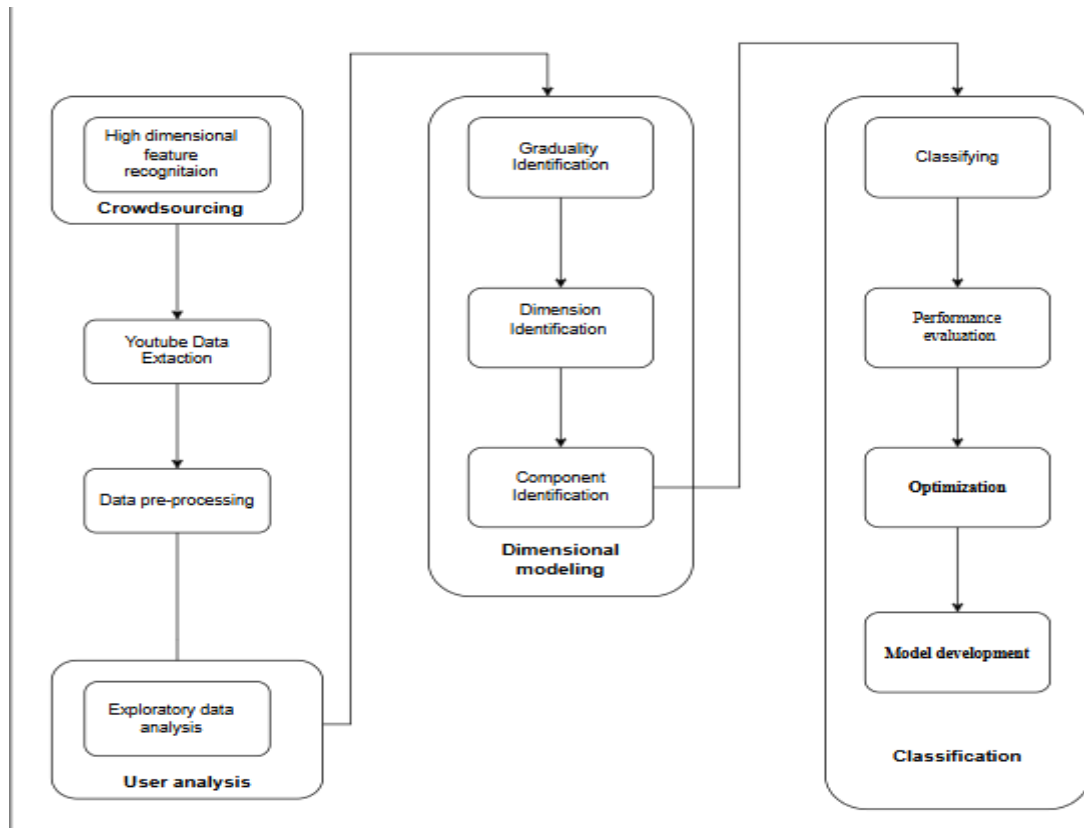 High dimensional
feature
recognitaion
Crowdsourcing
Youtube Data
Extaction
Data pre-processing
Exploratory data
analysis
User analysis
Graduality
Identification
Dimension
Identification
Component
Identification
Dimensional
modeling
Classifying
Performance
evaluation
Optimization
Model development
Classification